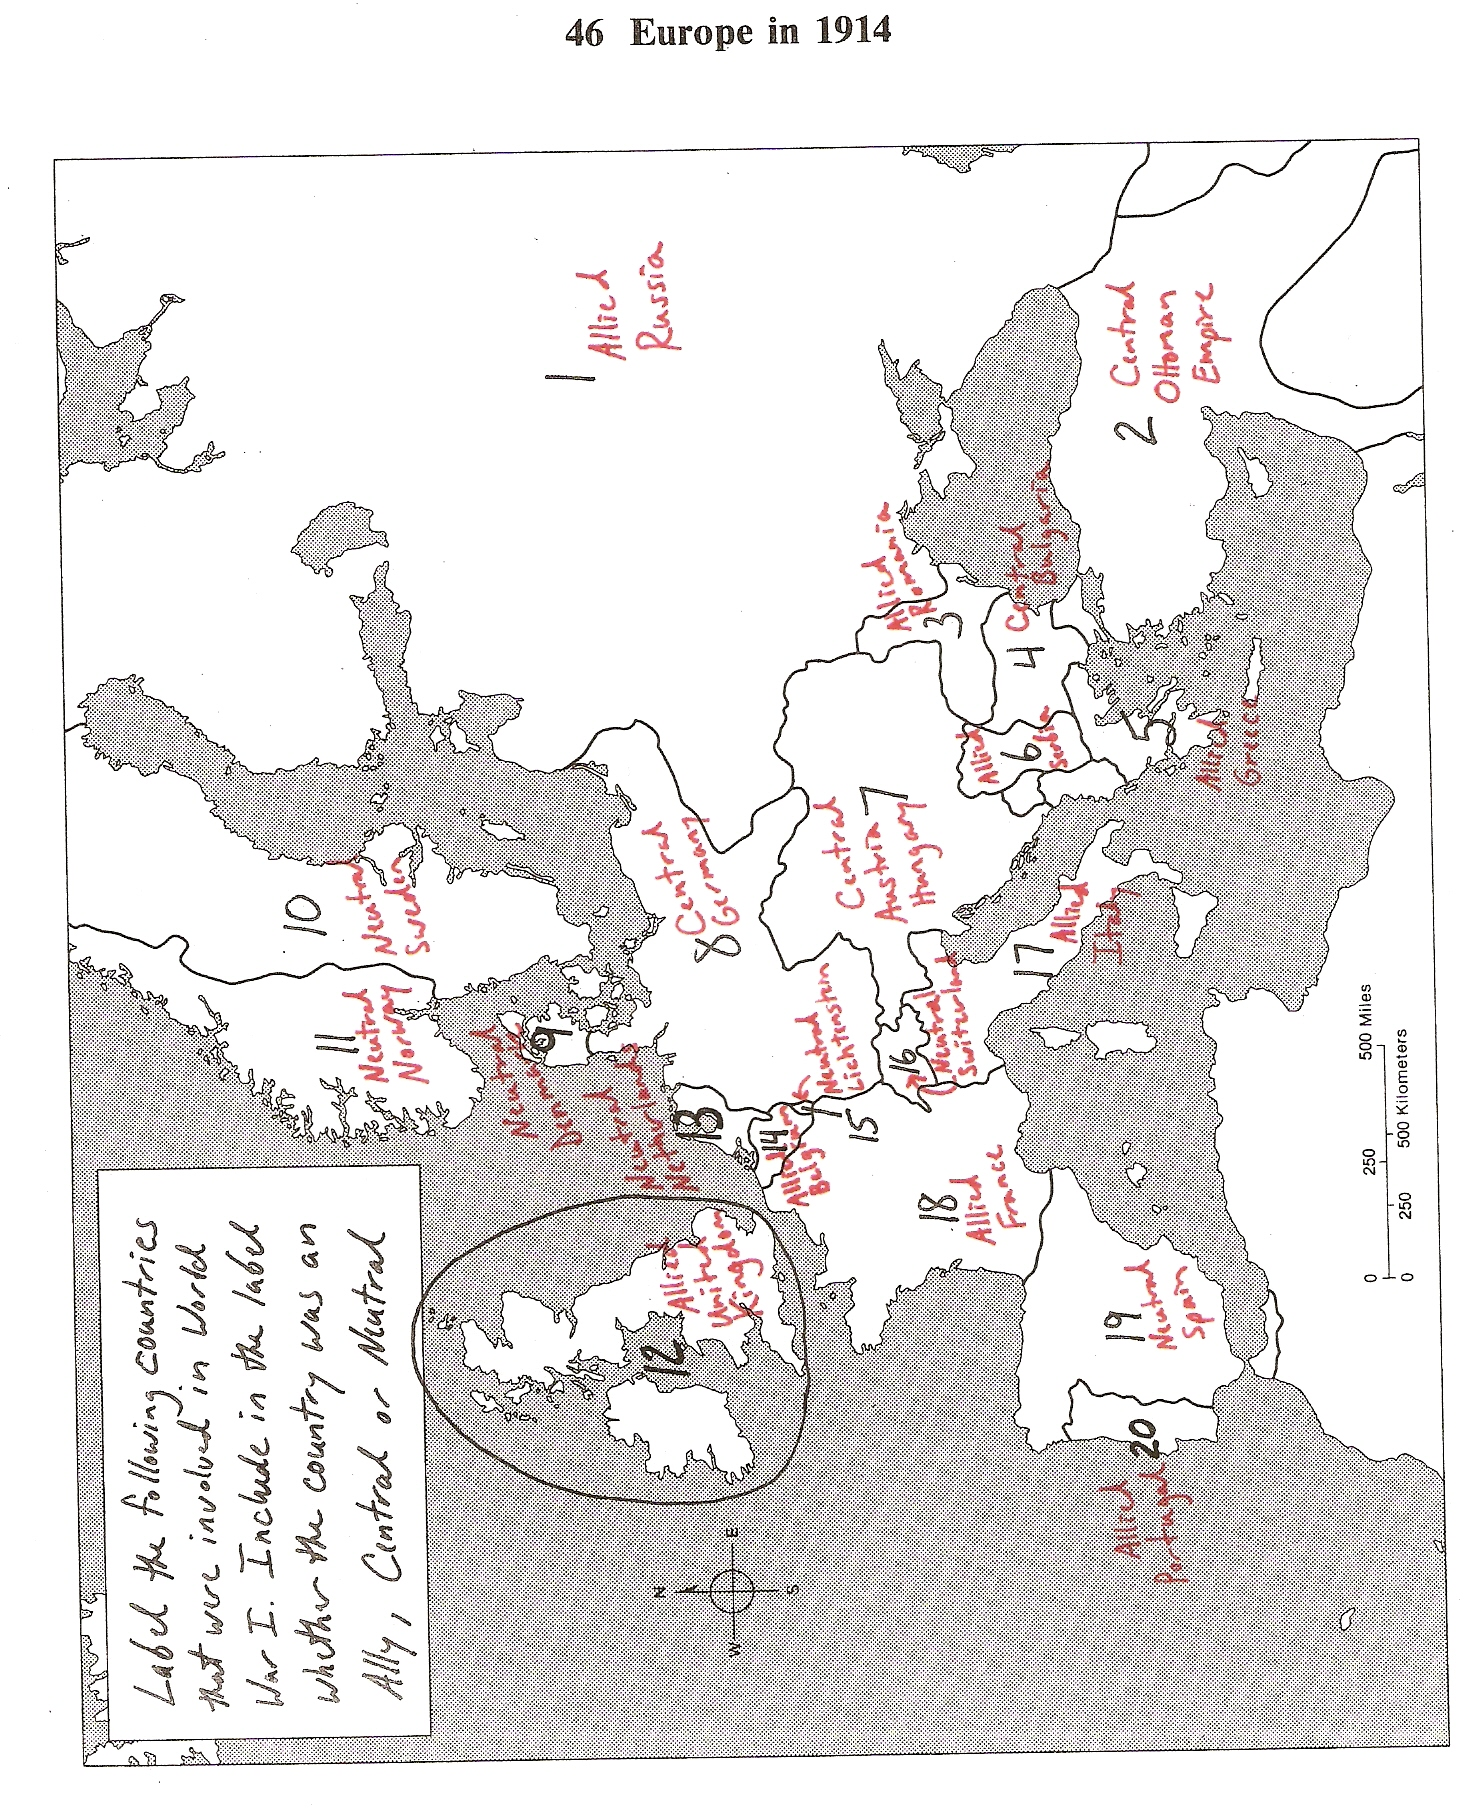 46 Europe in 1914
Label the following countries
that were involved in World
War I. Include in the label
whether the country was an
Ally, Central or Neutral
1
Allied
Russia
2
Central
Ottoman
Empire
Allied
Romania
3
4
Central
Bulgaria
5
Allied
Greece
Allied
6
Serbia
Central
Austria 7
Hungary
Central
Germany
8
Neutral
Denmark
9
10
Neutral
Sweden
11
Neutral
Norway
12
Allied
United
Kingdom
Neutral
Netherlands
13
14
Allied
Belgium
15
Neutral
Lichtenstein
16
Neutral
Switzerland
17
Allied
Italy
18
Allied
France
19
Neutral
Spain
20
Allied
Portugal
N
W E
S
0 250 500 Miles
0 250 500 Kilometers